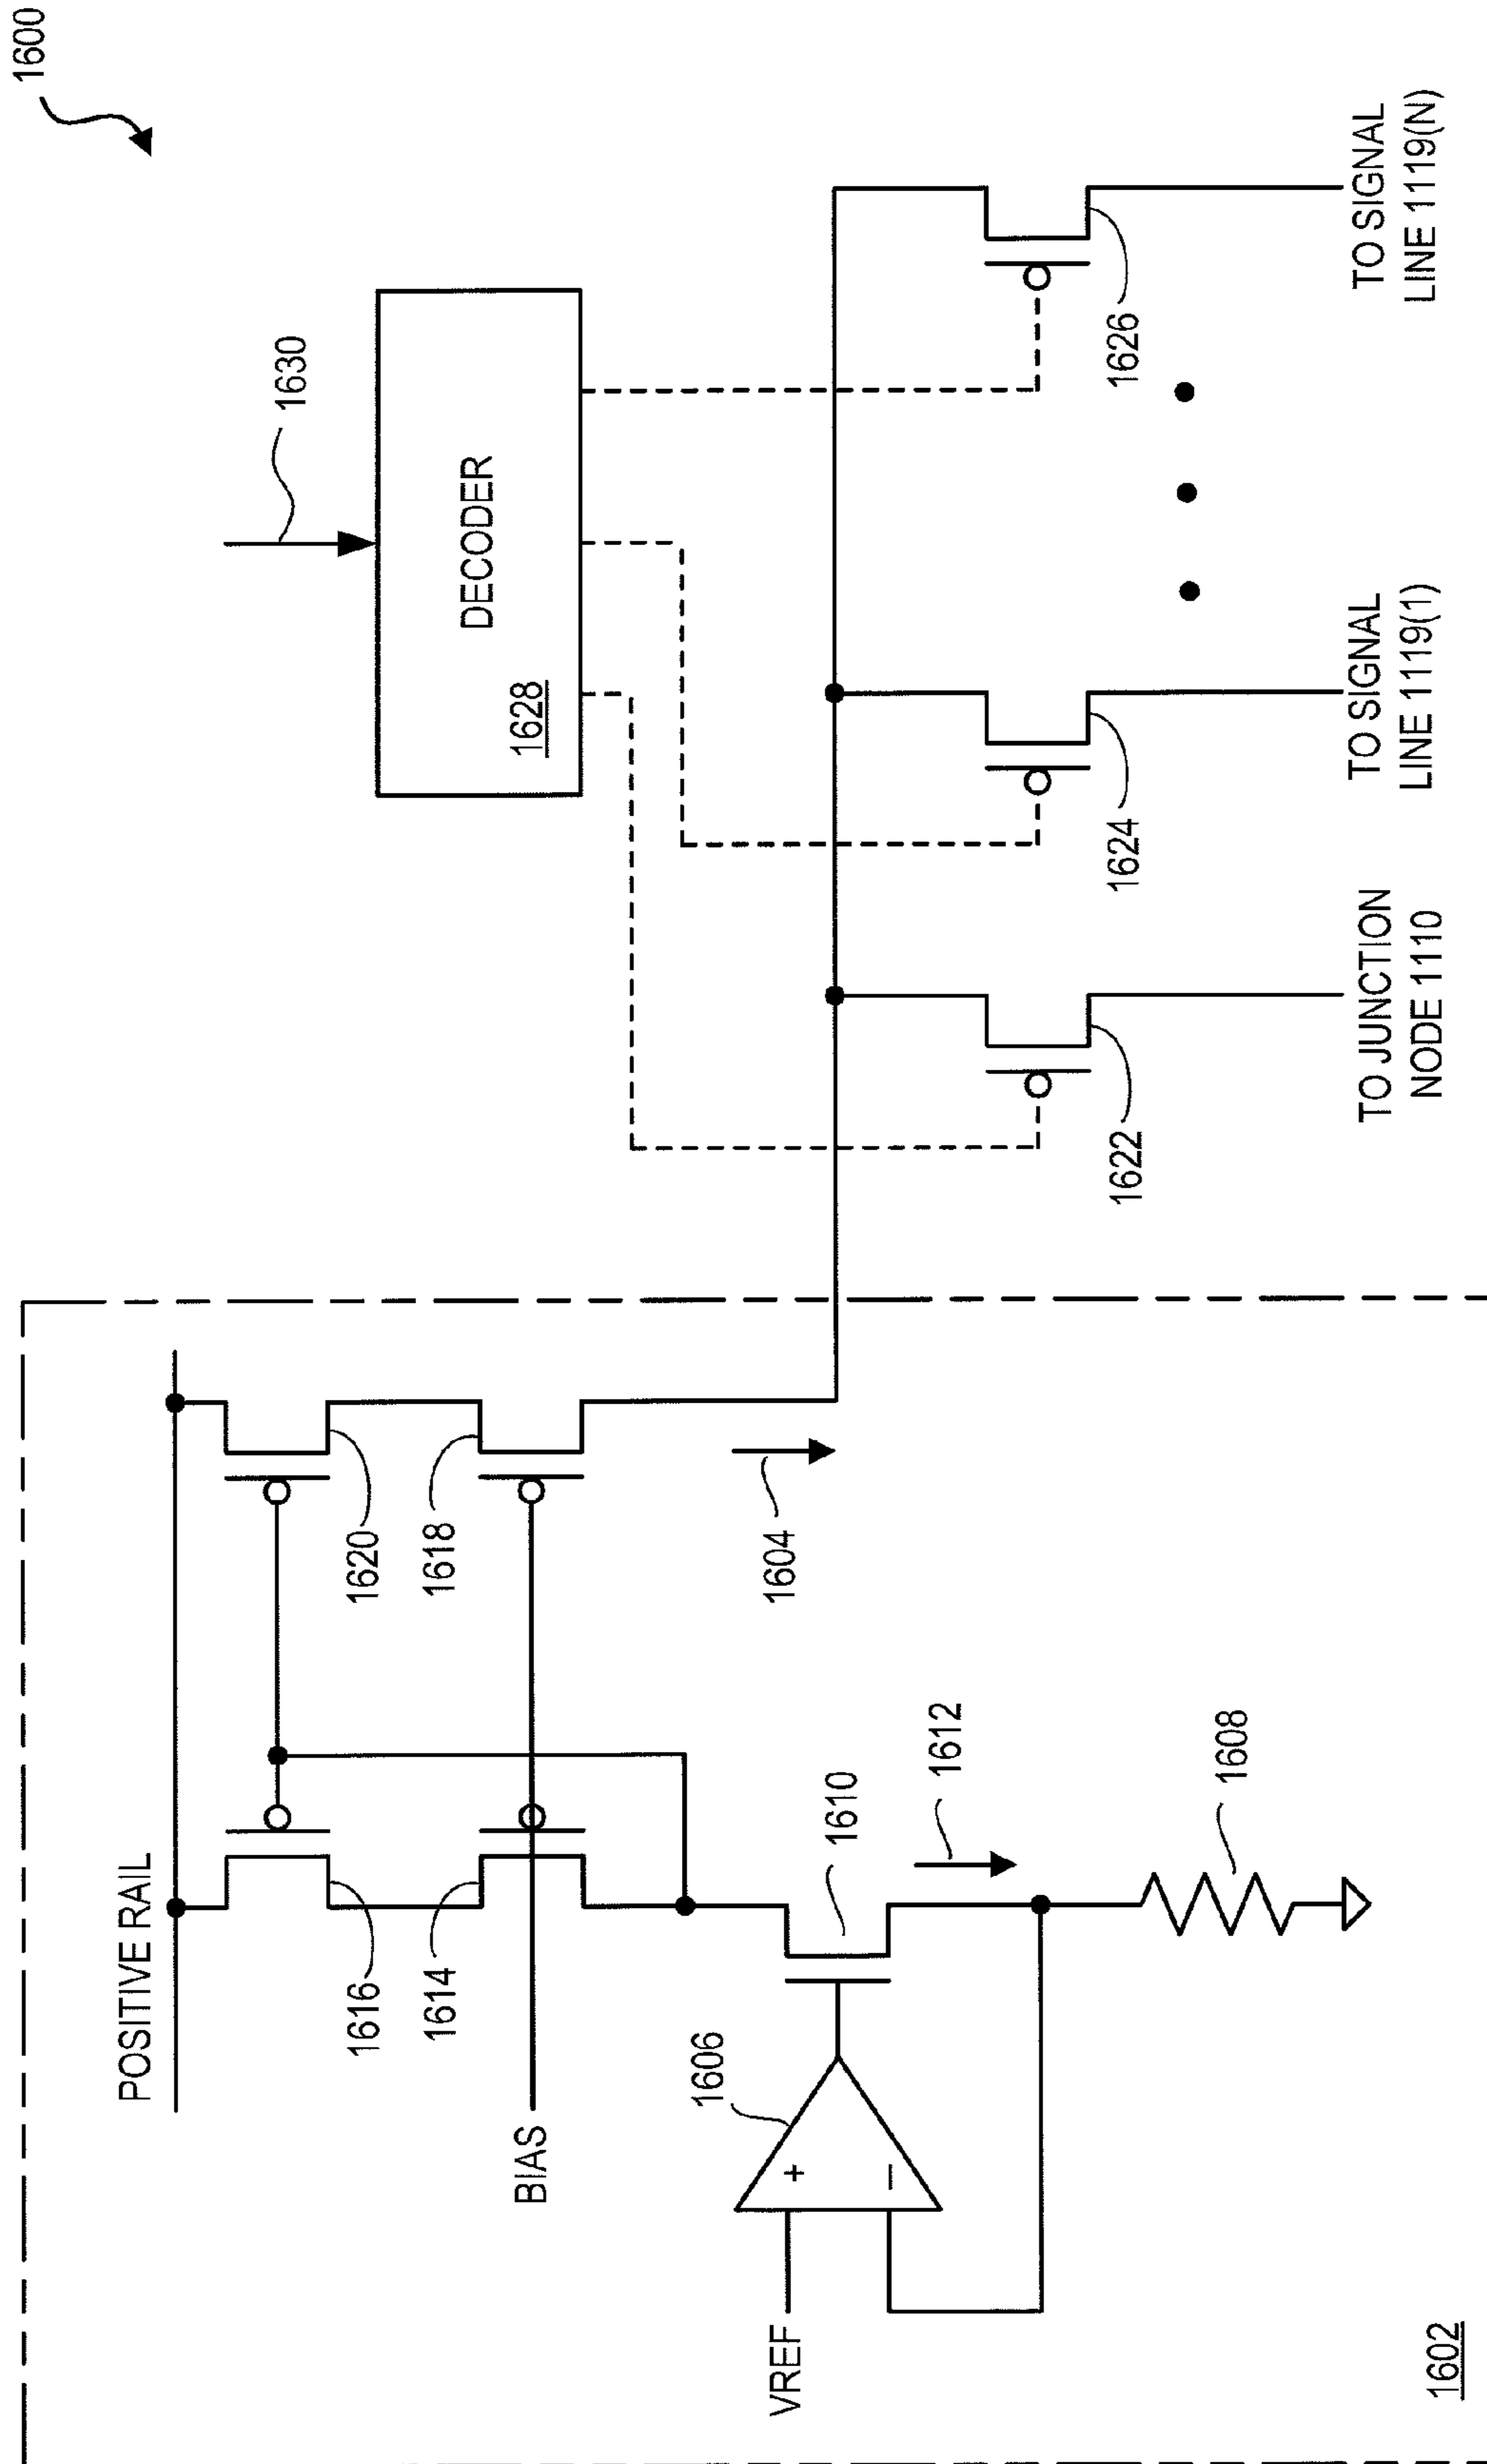 1600
1630
DECODER
1628
1626
1624
1622
TO SIGNAL
LINE 1119(N)
TO SIGNAL
LINE 1119(1)
TO JUNCTION
NODE 1110
POSITIVE RAIL
1620
1618
1616
1614
BIAS
1604
1606
+
–
1610
1612
1608
VREF
1602